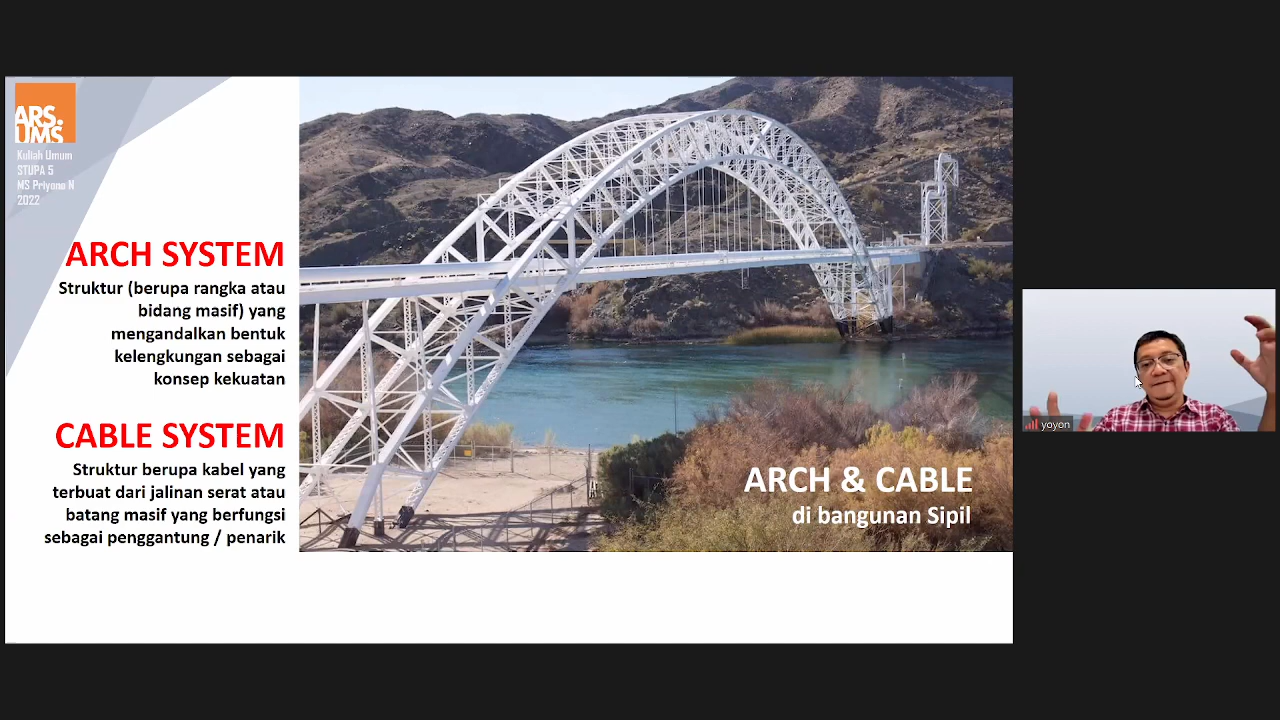 ARS.
UMS
Kuliah Umum
STUPA 5
MS Priyono N
2022
ARCH SYSTEM
Struktur (berupa rangka atau
bidang masif) yang
mengandalkan bentuk
kelengkungan sebagai
konsep kekuatan
CABLE SYSTEM
Struktur berupa kabel yang
terbuat dari jalinan serat atau
batang masif yang berfungsi
sebagai penggantung / penarik
ARCH & CABLE
di bangunan Sipil
yoyon